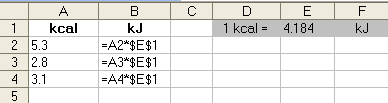 A B C D E F
1 kcal kJ 1 kcal = 4.184 kJ
2 5.3 =A2*$E$1
3 2.8 =A3*$E$1
4 3.1 =A4*$E$1
5